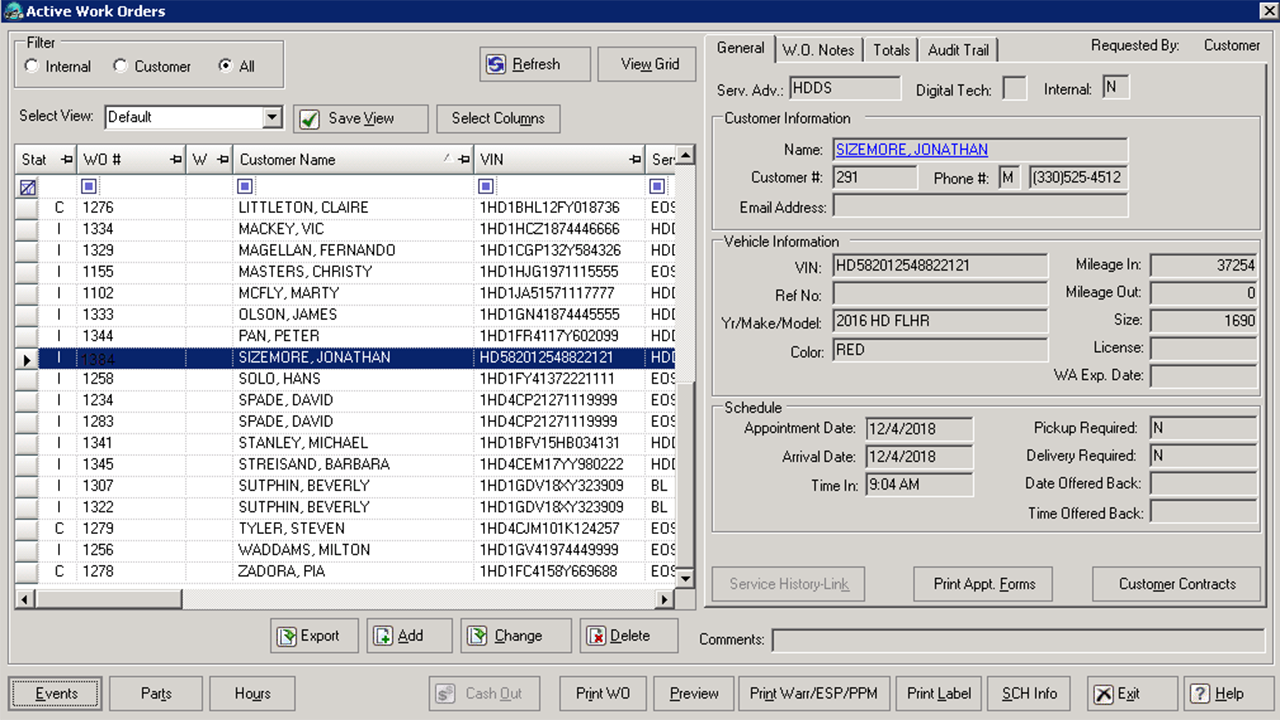 Active Work Orders
Filter
Internal Customer All
Refresh View Grid
Select View: Default Save View Select Columns
Stat WO # W Customer Name VIN Ser
C 1276 LITTLETON, CLAIRE 1HD1BHL12FY018736 EOS
I 1334 MACKEY, VIC 1HD1HCZ1874446666 HDD
I 1329 MAGELLAN, FERNANDO 1HD1CGP13ZY584326 HDD
I 1155 MASTERS, CHRISTY 1HD1HJG1971115555 EOS
I 1102 MCFLY, MARTY 1HD1JA51571117777 HDD
I 1333 OLSON, JAMES 1HD1GN41874445555 HDD
I 1344 PAN, PETER 1HD1FR4117Y602099 HDD
I 1384 SIZEMORE, JONATHAN HD582012548822121 HDD
I 1258 SOLO, HANS 1HD1FY41372221111 EOS
I 1234 SPADE, DAVID 1HD4CP21271119999 EOS
I 1283 SPADE, DAVID 1HD4CP21271119999 EOS
I 1341 STANLEY, MICHAEL 1HD1BFV15HB034131 HDD
I 1345 STREISAND, BARBARA 1HD4CEM17YY980222 HDD
I 1307 SUTPHIN, BEVERLY 1HD1GDV18XY323909 BL
I 1322 SUTPHIN, BEVERLY 1HD1GDV18XY323909 BL
C 1279 TYLER, STEVEN 1HD4CJM101K124257 EOS
I 1256 WADDAMS, MILTON 1HD1GV41974449999 EOS
C 1278 ZADORA, PIA 1HD1FC4158Y669688 EOS
Export Add Change Delete
General W.O. Notes Totals Audit Trail Requested By: Customer
Serv. Adv.: HDDS Digital Tech: Internal: N
Customer Information
Name: SIZEMORE, JONATHAN
Customer #: 291 Phone #: M (330)525-4512
Email Address:
Vehicle Information
VIN: HD582012548822121 Mileage In: 37254
Ref No: Mileage Out: 0
Yr/Make/Model: 2016 HD FLHR Size: 1690
Color: RED License:
WA Exp. Date:
Schedule
Appointment Date: 12/4/2018 Pickup Required: N
Arrival Date: 12/4/2018 Delivery Required: N
Time In: 9:04 AM Date Offered Back:
Time Offered Back:
Service History-Link Print Appt. Forms Customer Contracts
Comments:
Events Parts Hours Cash Out Print WO Preview Print Warr/ESP/PPM Print Label SCH Info Exit Help